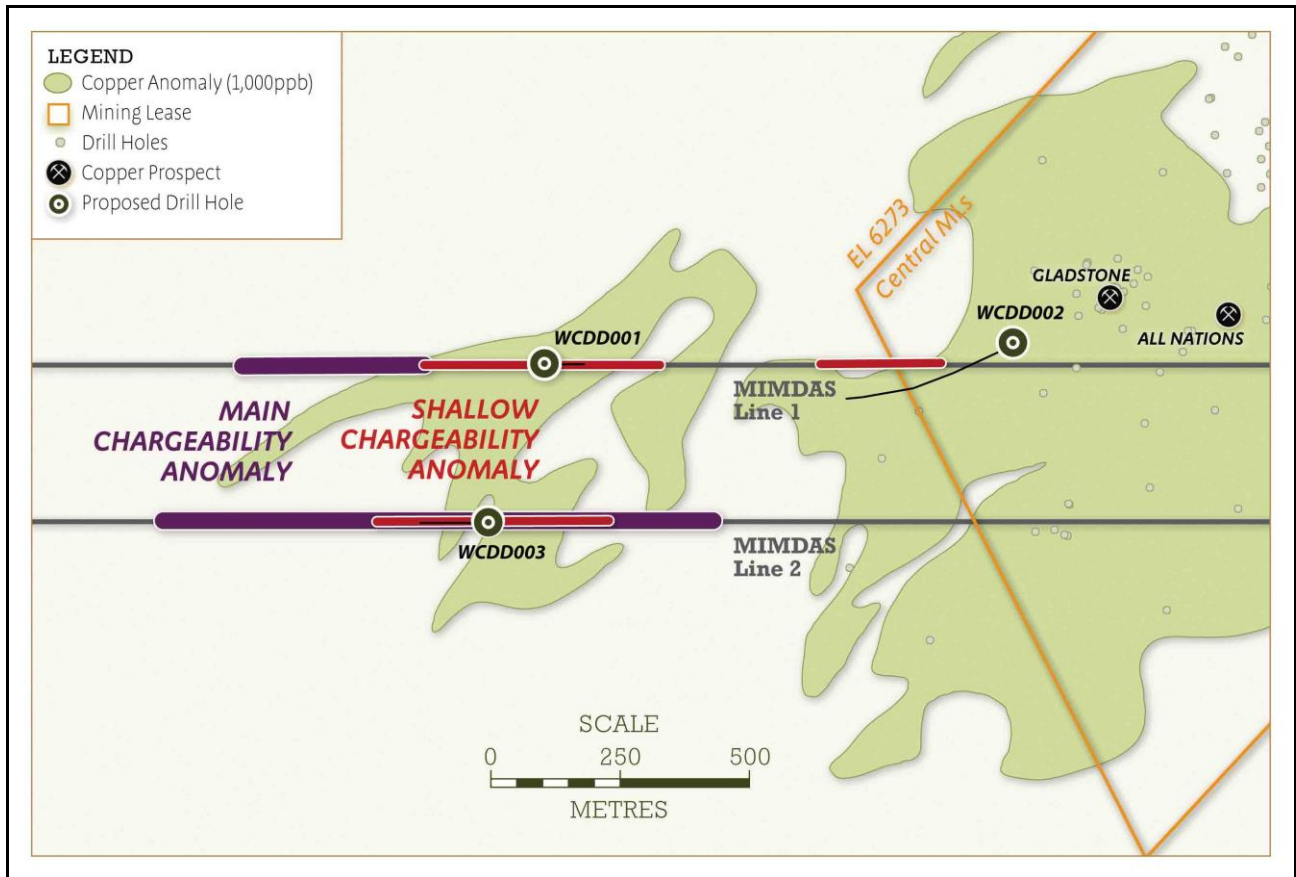 LEGEND
Copper Anomaly (1,000ppb)
Mining Lease
Drill Holes
Copper Prospect
Proposed Drill Hole
EL 6273
Central MLs
GLADSTONE
WCDD002
ALL NATIONS
WCDD001
MIMDAS
Line 1
MAIN
CHARGEABILITY
ANOMALY
SHALLOW
CHARGEABILITY
ANOMALY
WCDD003
MIMDAS
Line 2
SCALE
0 250 500
METRES